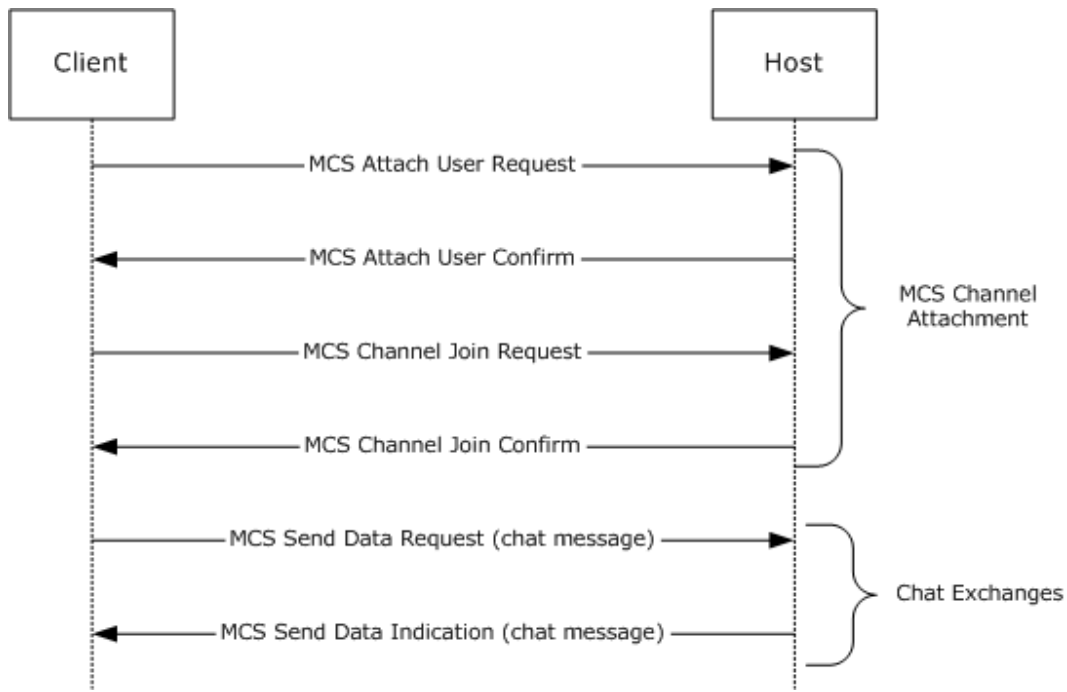 Client
Host
MCS Attach User Request
MCS Attach User Confirm
MCS Channel
Attachment
MCS Channel Join Request
MCS Channel Join Confirm
MCS Send Data Request (chat message)
Chat Exchanges
MCS Send Data Indication (chat message)